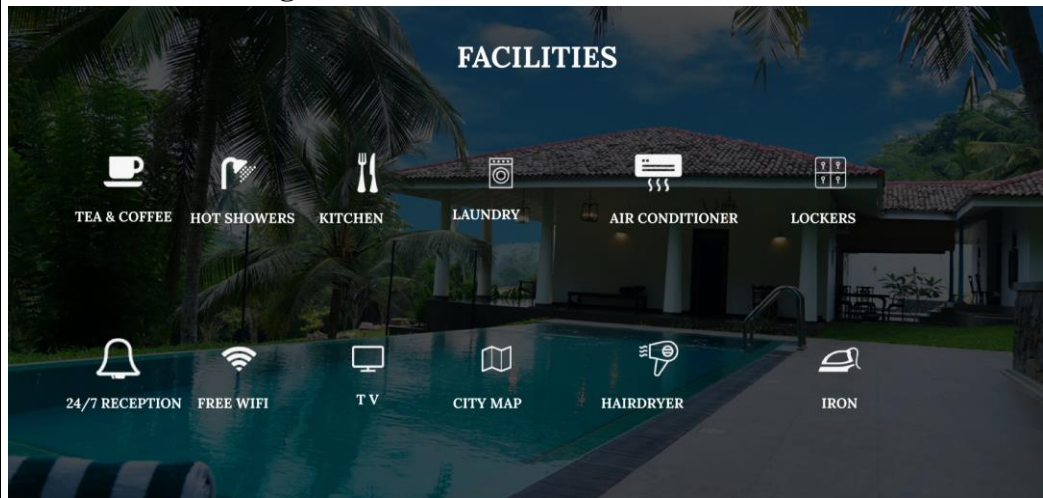 FACILITIES
TEA & COFFEE
HOT SHOWERS
KITCHEN
LAUNDRY
AIR CONDITIONER
LOCKERS
24/7 RECEPTION
FREE WIFI
T V
CITY MAP
HAIRDRYER
IRON